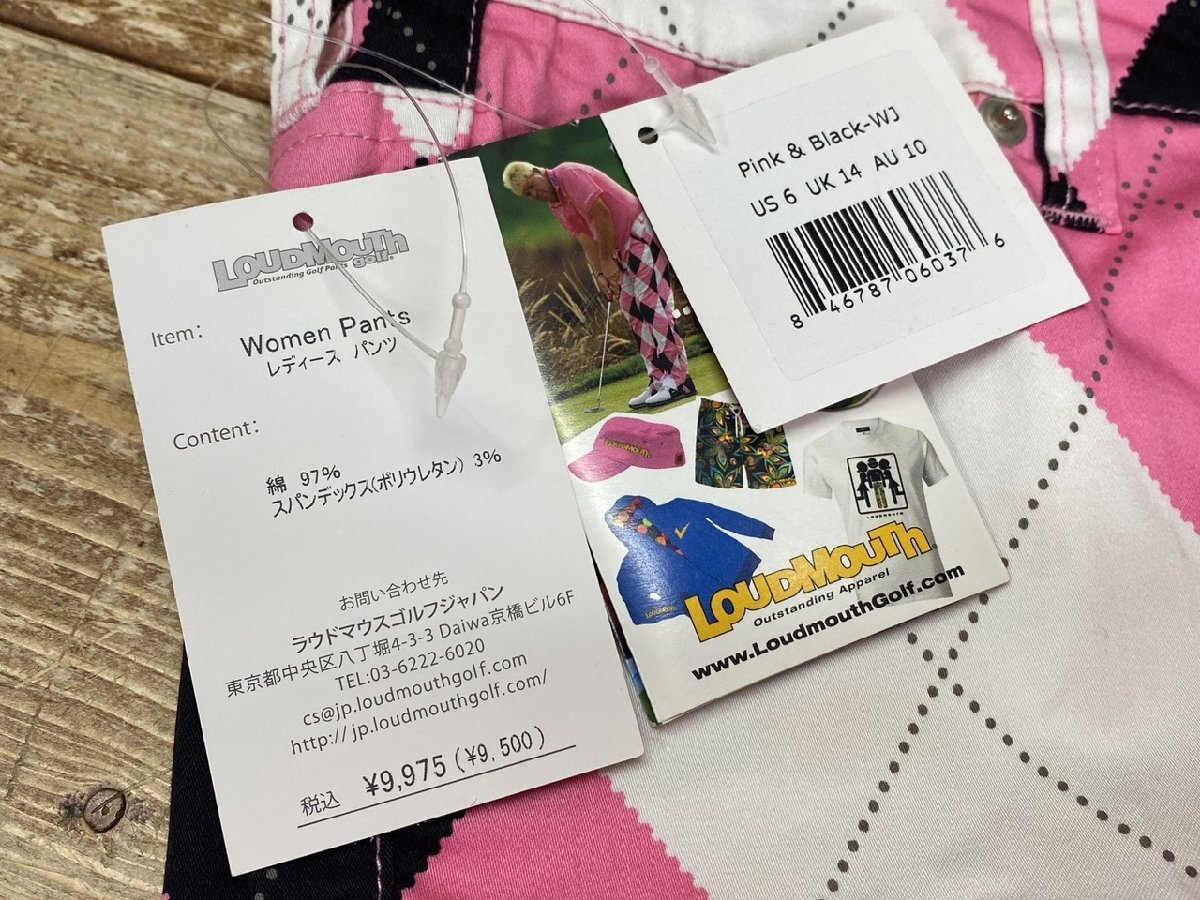 LOUDMOUTH
golf.
Outstanding Golf Pants
Item:
Women Pants
レディース パンツ
Content:
綿 97%
スパンデックス(ポリウレタン) 3%
お問い合わせ先
ラウドマウスゴルフジャパン
東京都中央区八丁堀4-3-3 Daiwa京橋ビル6F
TEL:03-6222-6020
cs@jp.loudmouthgolf.com
http://jp.loudmouthgolf.com/
税込 ¥9,975 (¥9,500)
Pink & Black-WJ
US 6 UK 14 AU 10
8 46787 06037 6
LOUDMOUTH
LOUDMOUTH
LOUDMOUTH
Outstanding Apparel
www.LoudmouthGolf.com